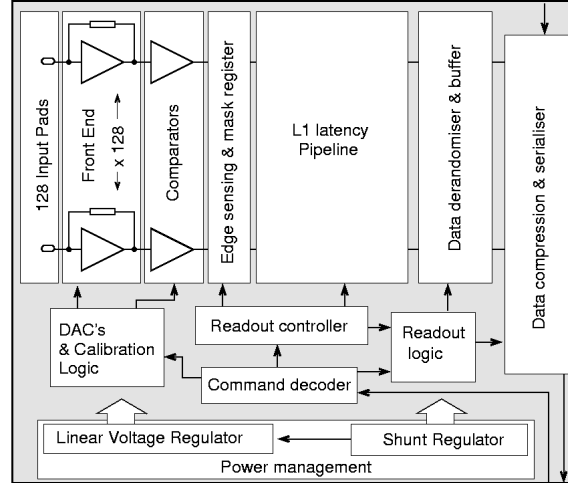 128 Input Pads
Front End
x 128
Comparators
Edge sensing & mask register
L1 latency
Pipeline
Data derandomiser & buffer
Data compression & serialiser
DAC's
& Calibration
Logic
Readout controller
Readout
logic
Command decoder
Linear Voltage Regulator
Shunt Regulator
Power management